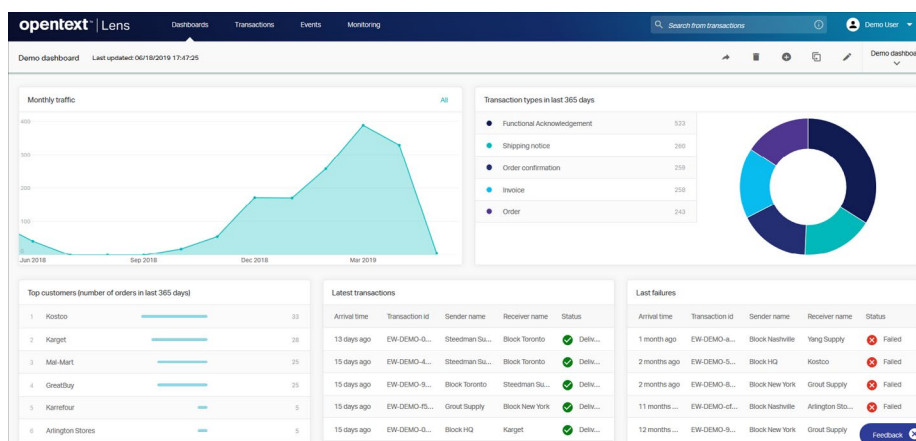 opentext™ | Lens Dashboards Transactions Events Monitoring Search from transactions Demo User
Demo dashboard Last updated: 06/18/2019 17:47:25 Demo dashboa
Monthly traffic All
400
300
200
100
0
Jun 2018 Sep 2018 Dec 2018 Mar 2019
Transaction types in last 365 days
Functional Acknowledgement 533
Shipping notice 260
Order confirmation 259
Invoice 259
Order 243
Top customers (number of orders in last 365 days)
1 Kostco 33
2 Karget 28
3 Mal-Mart 25
4 GreatBuy 25
5 Karrefour 5
6 Arlington Stores 5
Latest transactions
Arrival time Transaction id Sender name Receiver name Status
13 days ago EW-DEMO-0... Steedman Su... Block Toronto Deliv...
15 days ago EW-DEMO-4... Steedman Su... Block Toronto Deliv...
15 days ago EW-DEMO-9... Block Toronto Steedman Su... Deliv...
15 days ago EW-DEMO-f5... Grout Supply Block New York Deliv...
15 days ago EW-DEMO-0... Block HQ Karget Deliv...
Last failures
Arrival time Transaction id Sender name Receiver name Status
1 month ago EW-DEMO-a... Block Nashville Yang Supply Failed
2 months ago EW-DEMO-5... Block HQ Kostco Failed
2 months ago EW-DEMO-8... Block New York Grout Supply Failed
11 months ... EW-DEMO-cf... Block Nashville Arlington Sto... Failed
12 months ... EW-DEMO-9... Block New York Grout Supply
Feedback